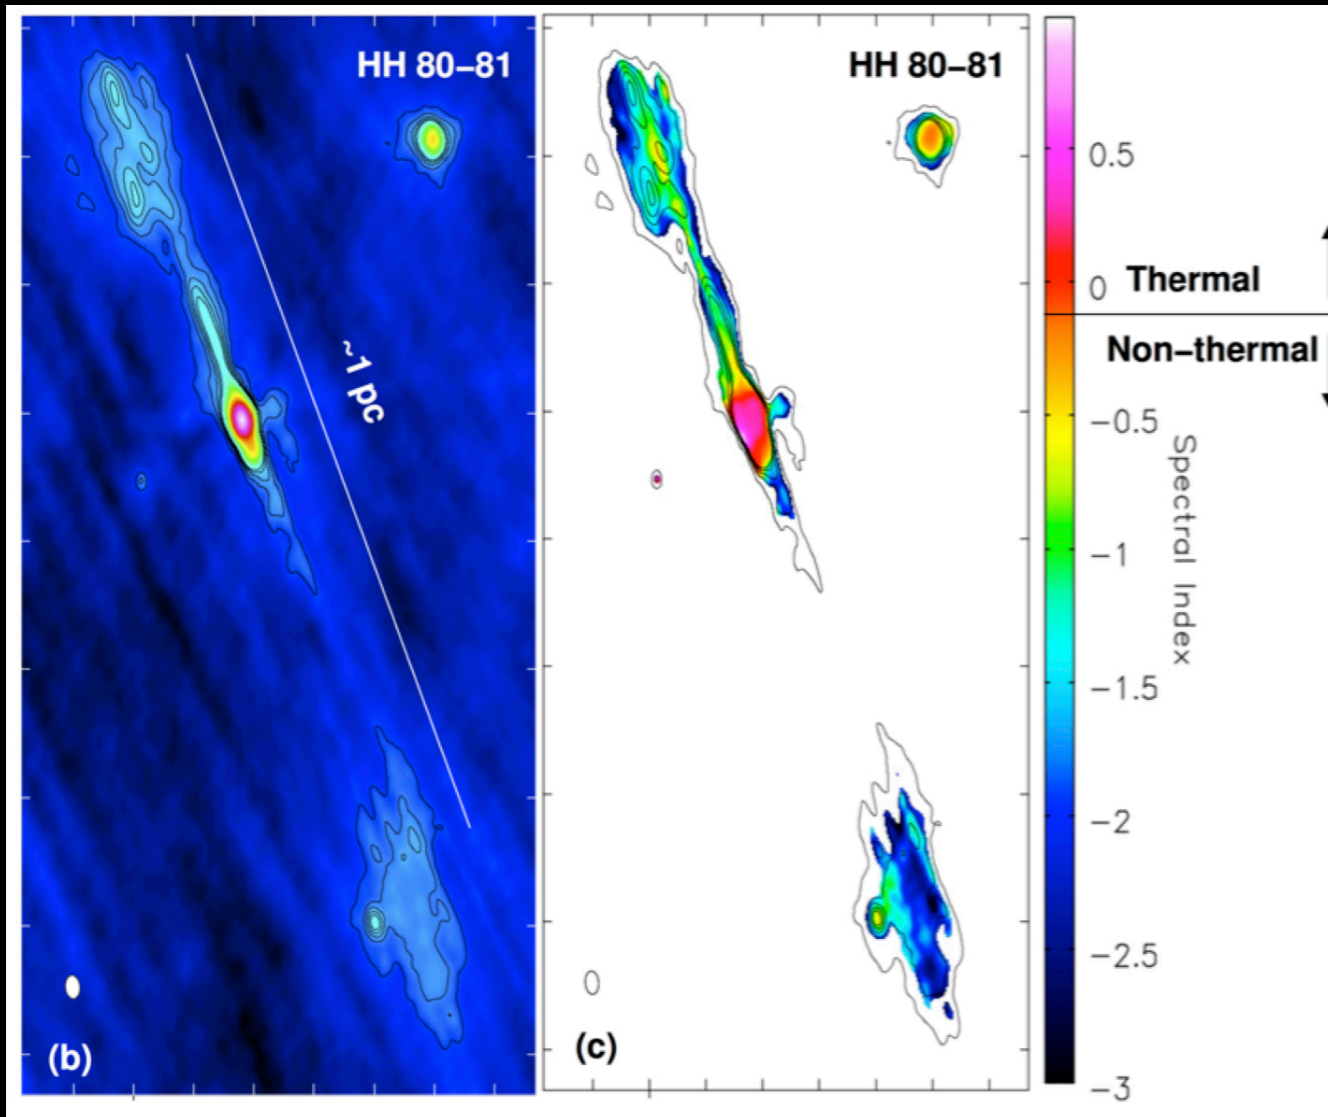 HH 80–81
~1 pc
(b)
HH 80–81
(c)
0.5
0
Thermal
Non–thermal
−0.5
−1
−1.5
−2
−2.5
−3
Spectral Index